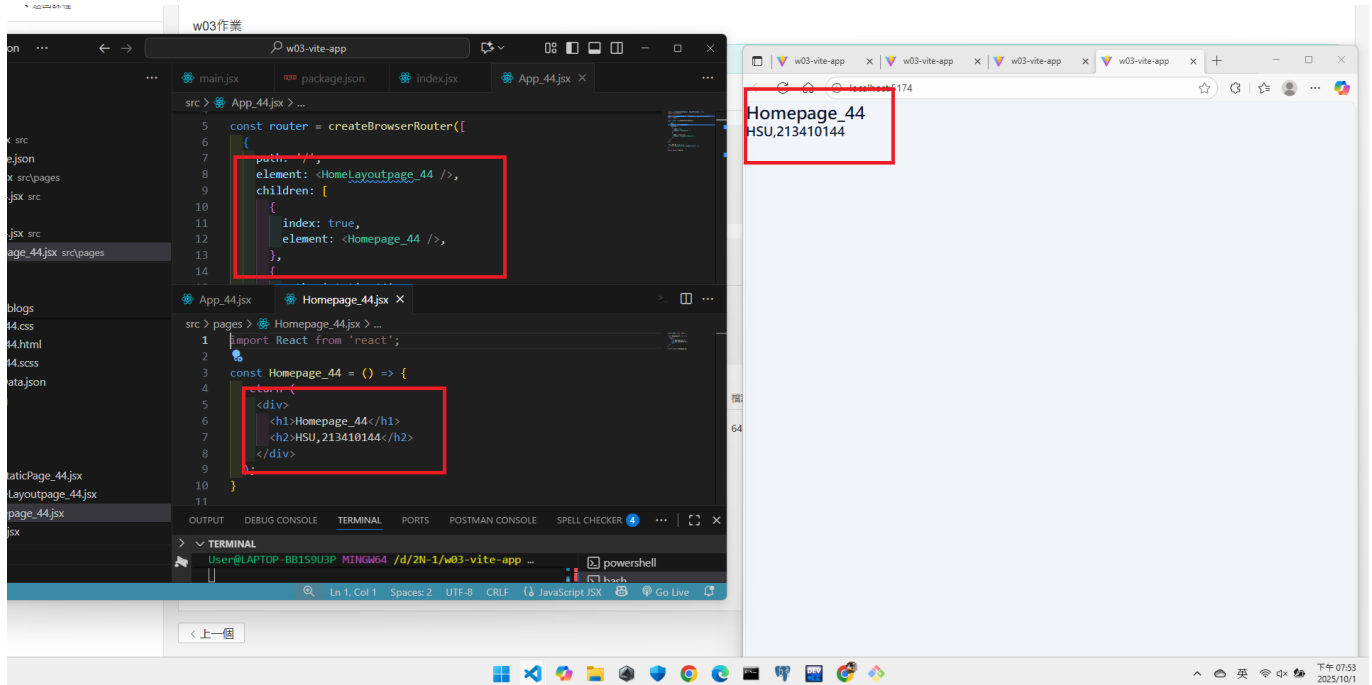 w03作業
w03-vite-app
main.jsx
package.json
index.jsx
App_44.jsx
src > App_44.jsx > ...
5 const router = createBrowserRouter([
6 {
7 path: '/',
8 element: <HomeLayoutpage_44 />,
9 children: [
10 {
11 index: true,
12 element: <Homepage_44 />,
13 },
14 {
src
src\pages
.jsx src
.jsx src
age_44.jsx src\pages
blogs
44.css
44.html
44.scss
taticPage_44.jsx
Layoutpage_44.jsx
App_44.jsx
Homepage_44.jsx
src > pages > Homepage_44.jsx > ...
1 import React from 'react';
2
3 const Homepage_44 = () => {
4 return (
5 <div>
6 <h1>Homepage_44</h1>
7 <h2>HSU,213410144</h2>
8 </div>
9 );
10 }
11
OUTPUT DEBUG CONSOLE TERMINAL PORTS POSTMAN CONSOLE SPELL CHECKER 4
TERMINAL
User@LAPTOP-BB1S9U3P MINGW64 /d/2N-1/w03-vite-app
powershell
bash
Ln 1, Col 1 Spaces: 2 UTF-8 CRLF JavaScript JSX Go Live
上一個
w03-vite-app
w03-vite-app
w03-vite-app
w03-vite-app
localhost:5174
Homepage_44
HSU,213410144
64
英
下午 07:53
2025/10/1